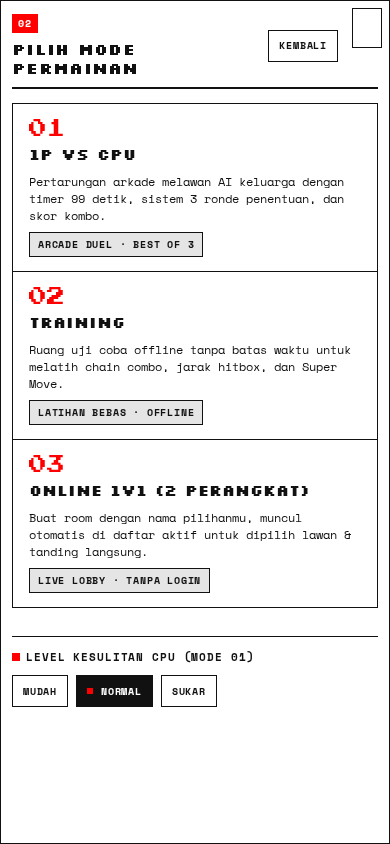 02
PILIH MODE
PERMAINAN
KEMBALI
01
1P VS CPU
Pertarungan arkade melawan AI keluarga dengan
timer 99 detik, sistem 3 ronde penentuan, dan
skor kombo.
ARCADE DUEL · BEST OF 3
02
TRAINING
Ruang uji coba offline tanpa batas waktu untuk
melatih chain combo, jarak hitbox, dan Super
Move.
LATIHAN BEBAS · OFFLINE
03
ONLINE 1V1 (2 PERANGKAT)
Buat room dengan nama pilihanmu, muncul
otomatis di daftar aktif untuk dipilih lawan &
tanding langsung.
LIVE LOBBY · TANPA LOGIN
LEVEL KESULITAN CPU (MODE 01)
MUDAH
NORMAL
SUKAR